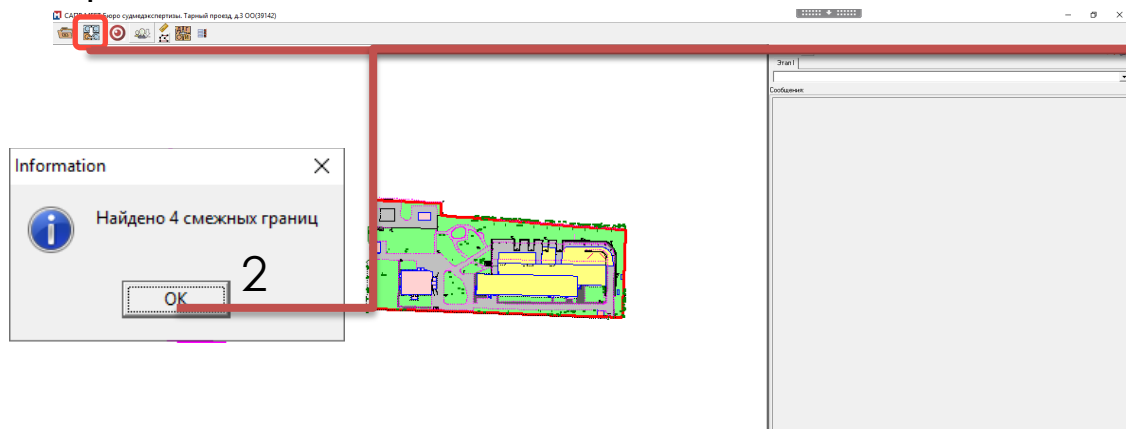 Бюро судмедэкспертизы. Тарный проезд, д.3 ОО(39142)
Этап I
Сообщения:
Information
Найдено 4 смежных границ
OK
2